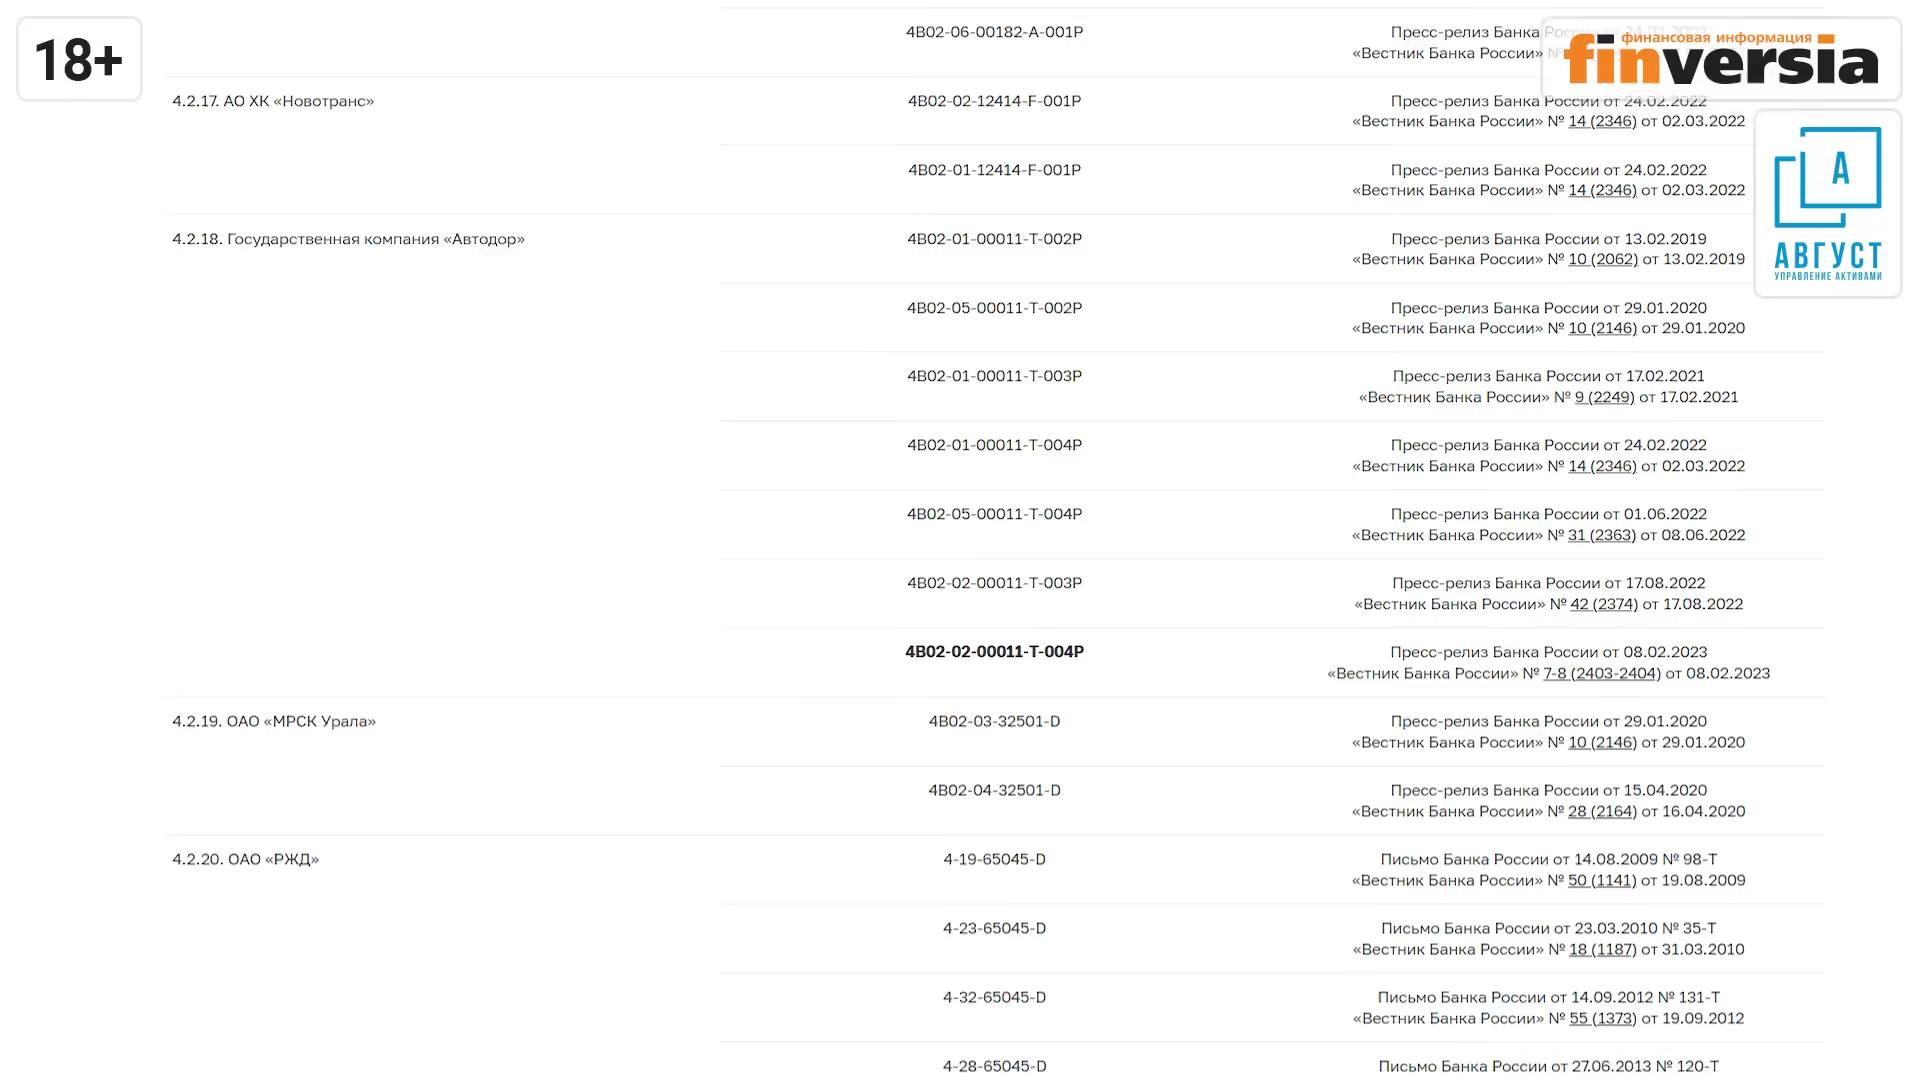 18+
4B02-06-00182-A-001P
Пресс-релиз Банка
«Вестник Банка России» №
финансовая информация
finversia
4.2.17. АО ХК «Новотранс»
4B02-02-12414-F-001P
Пресс-релиз Банка России от 24.02.2022
«Вестник Банка России» № 14 (2346) от 02.03.2022
4B02-01-12414-F-001P
Пресс-релиз Банка России от 24.02.2022
«Вестник Банка России» № 14 (2346) от 02.03.2022
А
АВГУСТ
УПРАВЛЕНИЕ АКТИВАМИ
4.2.18. Государственная компания «Автодор»
4B02-01-00011-T-002P
Пресс-релиз Банка России от 13.02.2019
«Вестник Банка России» № 10 (2062) от 13.02.2019
4B02-05-00011-T-002P
Пресс-релиз Банка России от 29.01.2020
«Вестник Банка России» № 10 (2146) от 29.01.2020
4B02-01-00011-T-003P
Пресс-релиз Банка России от 17.02.2021
«Вестник Банка России» № 9 (2249) от 17.02.2021
4B02-01-00011-T-004P
Пресс-релиз Банка России от 24.02.2022
«Вестник Банка России» № 14 (2346) от 02.03.2022
4B02-05-00011-T-004P
Пресс-релиз Банка России от 01.06.2022
«Вестник Банка России» № 31 (2363) от 08.06.2022
4B02-02-00011-T-003P
Пресс-релиз Банка России от 17.08.2022
«Вестник Банка России» № 42 (2374) от 17.08.2022
4B02-02-00011-T-004P
Пресс-релиз Банка России от 08.02.2023
«Вестник Банка России» № 7-8 (2403-2404) от 08.02.2023
4.2.19. ОАО «МРСК Урала»
4B02-03-32501-D
Пресс-релиз Банка России от 29.01.2020
«Вестник Банка России» № 10 (2146) от 29.01.2020
4B02-04-32501-D
Пресс-релиз Банка России от 15.04.2020
«Вестник Банка России» № 28 (2164) от 16.04.2020
4.2.20. ОАО «РЖД»
4-19-65045-D
Письмо Банка России от 14.08.2009 № 98-Т
«Вестник Банка России» № 50 (1141) от 19.08.2009
4-23-65045-D
Письмо Банка России от 23.03.2010 № 35-Т
«Вестник Банка России» № 18 (1187) от 31.03.2010
4-32-65045-D
Письмо Банка России от 14.09.2012 № 131-Т
«Вестник Банка России» № 55 (1373) от 19.09.2012
4-28-65045-D
Письмо Банка России от 27.06.2013 № 120-Т